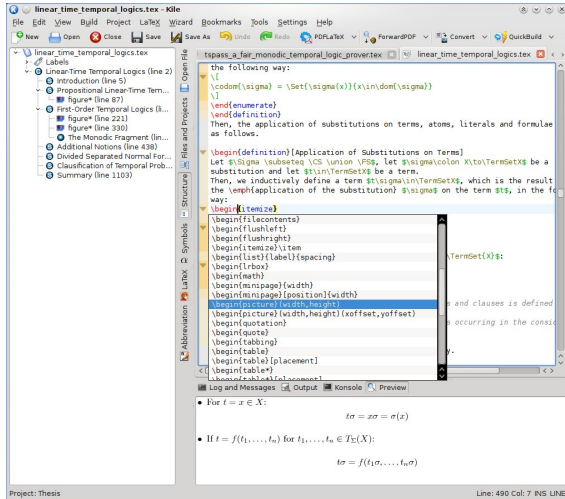 linear_time_temporal_logics.tex - Kile
File Edit View Build Project LaTeX Wizard Bookmarks Tools Settings Help
New Open Close Save Save As Undo Redo PDFLaTeX ForwardPDF Convert QuickBuild
linear_time_temporal_logics.tex
Labels
Linear-Time Temporal Logics (line 2)
Introduction (line 5)
Propositional Linear-Time Tem...
figure* (line 87)
First-Order Temporal Logics (li...
figure* (line 221)
figure* (line 330)
The Monodic Fragment (lin...
Additional Notions (line 438)
Divided Separated Normal For...
Calculation of Temporal Prob...
Summary (line 1103)
Open File
Files and Projects
Structure
Symbols
LaTeX
Abbreviation
tspass_a_fair_monodic_temporal_logic_prover.tex
linear_time_temporal_logics.tex
the following way:
\[
\codom{\sigma} = \Set{\sigma(x)}{x\in\dom{\sigma}}
\]
\end{enumerate}
\end{definition}
Then, the application of substitutions on terms, atoms, literals and formulae
as follows.
\begin{definition}[Application of Substitutions on Terms]
Let $\Sigma \subseteq \CS \union \FS$, let $\sigma\colon X\to\TermSetX$ be a
substitution and let $t\in\TermSetX$ be a term.
Then, we inductively define a term $t\sigma\in\TermSetX$, which is the result
the \emph{application of the substitution} $\sigma$ on the term $t$, in the fo
way:
\begin{itemize}
\begin{filecontents}
\begin{flushleft}
\begin{flushright}
\begin{itemize}\item
\begin{list}{label}{spacing}
\begin{lrbox}
\begin{math}
\begin{minipage}{width}
\begin{minipage}[position]{width}
\begin{picture}(width,height)
\begin{picture}(width,height)(xoffset,yoffset)
\begin{quotation}
\begin{quote}
\begin{tabbing}
\begin{table}
\begin{table}[placement]
\begin{table*}
\begin{table*}[placement]
\TermSet{X}$:
s and clauses is defined
s occurring in the consid
y.
Log and Messages Output Konsole Preview
• For t = x ∈ X:
tσ = xσ = σ(x)
• If t = f(t₁, . . . , tₙ) for t₁, . . . , tₙ ∈ T_Σ(X):
tσ = f(t₁σ, . . . , tₙσ)
Project: Thesis
Line: 490 Col: 7 INS LINE